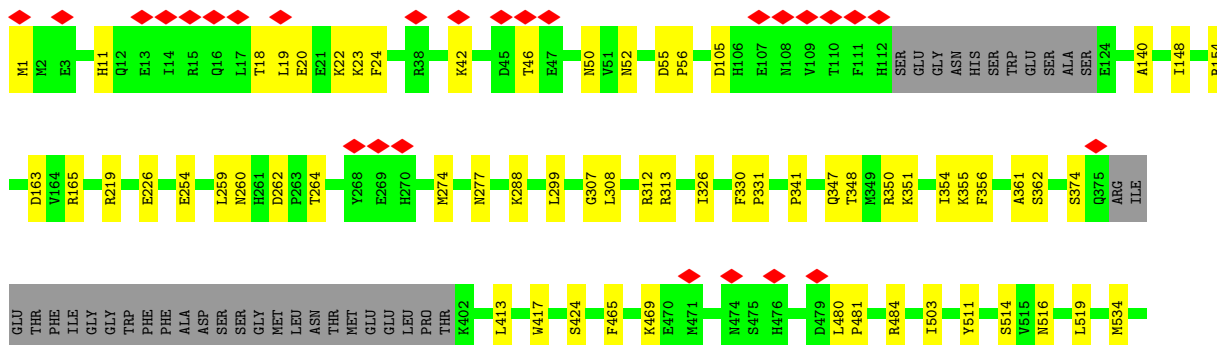 M1 M2 E3 H11 Q12 E13 I14 R15 Q16 L17 T18 L19 E20 E21 K22 K23 F24 R38 K42 D45 T46 E47 N50 V51 N52 D55 P56 D105 H106 E107 N108 V109 T110 F111 H112 SER GLU GLY ASN HIS SER TRP GLU SER ALA SER E124 A140 I148 R154
D163 V164 R165 R219 E226 E254 L259 N260 H261 D262 P263 T264 Y268 E269 H270 M274 N277 K288 L299 G307 L308 R312 R313 I326 F330 P331 P341 Q347 T348 M349 R350 K351 I354 K355 F356 A361 S362 S374 Q375 ARG ILE
GLU THR PHE ILE GLY GLY TRP PHE PHE ALA ASP SER SER GLY MET LEU ASN THR THR MET GLU GLU LEU PRO THR K402 L413 W417 S424 F465 K469 E470 M471 N474 S475 H476 D479 L480 P481 R484 I503 Y511 S514 V515 N516 L519 M534